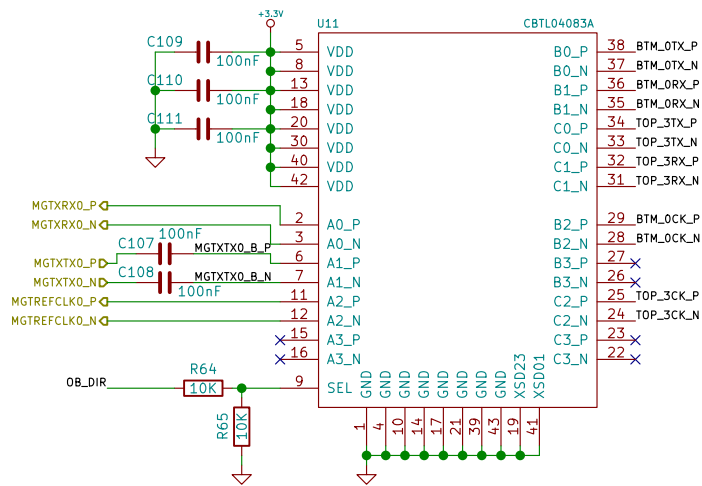 +3.3V
U11
CBTL04083A
C109
100nF
C110
100nF
C111
100nF
5 VDD
8 VDD
13 VDD
18 VDD
20 VDD
30 VDD
40 VDD
42 VDD
B0_P 38 BTM_0TX_P
B0_N 37 BTM_0TX_N
B1_P 36 BTM_0RX_P
B1_N 35 BTM_0RX_N
C0_P 34 TOP_3TX_P
C0_N 33 TOP_3TX_N
C1_P 32 TOP_3RX_P
C1_N 31 TOP_3RX_N
MGTXRX0_P 2 A0_P
MGTXRX0_N 3 A0_N
C107 100nF
MGTXTX0_P MGTXTX0_B_P 6 A1_P
C108 100nF
MGTXTX0_N MGTXTX0_B_N 7 A1_N
MGTREFCLK0_P 11 A2_P
MGTREFCLK0_N 12 A2_N
15 A3_P
16 A3_N
B2_P 29 BTM_0CK_P
B2_N 28 BTM_0CK_N
B3_P 27
B3_N 26
C2_P 25 TOP_3CK_P
C2_N 24 TOP_3CK_N
C3_P 23
C3_N 22
OB_DIR
R64
10K
9 SEL
R65
10K
GND 1
GND 4
GND 10
GND 14
GND 17
GND 21
GND 39
GND 43
XSD23 19
XSD01 41